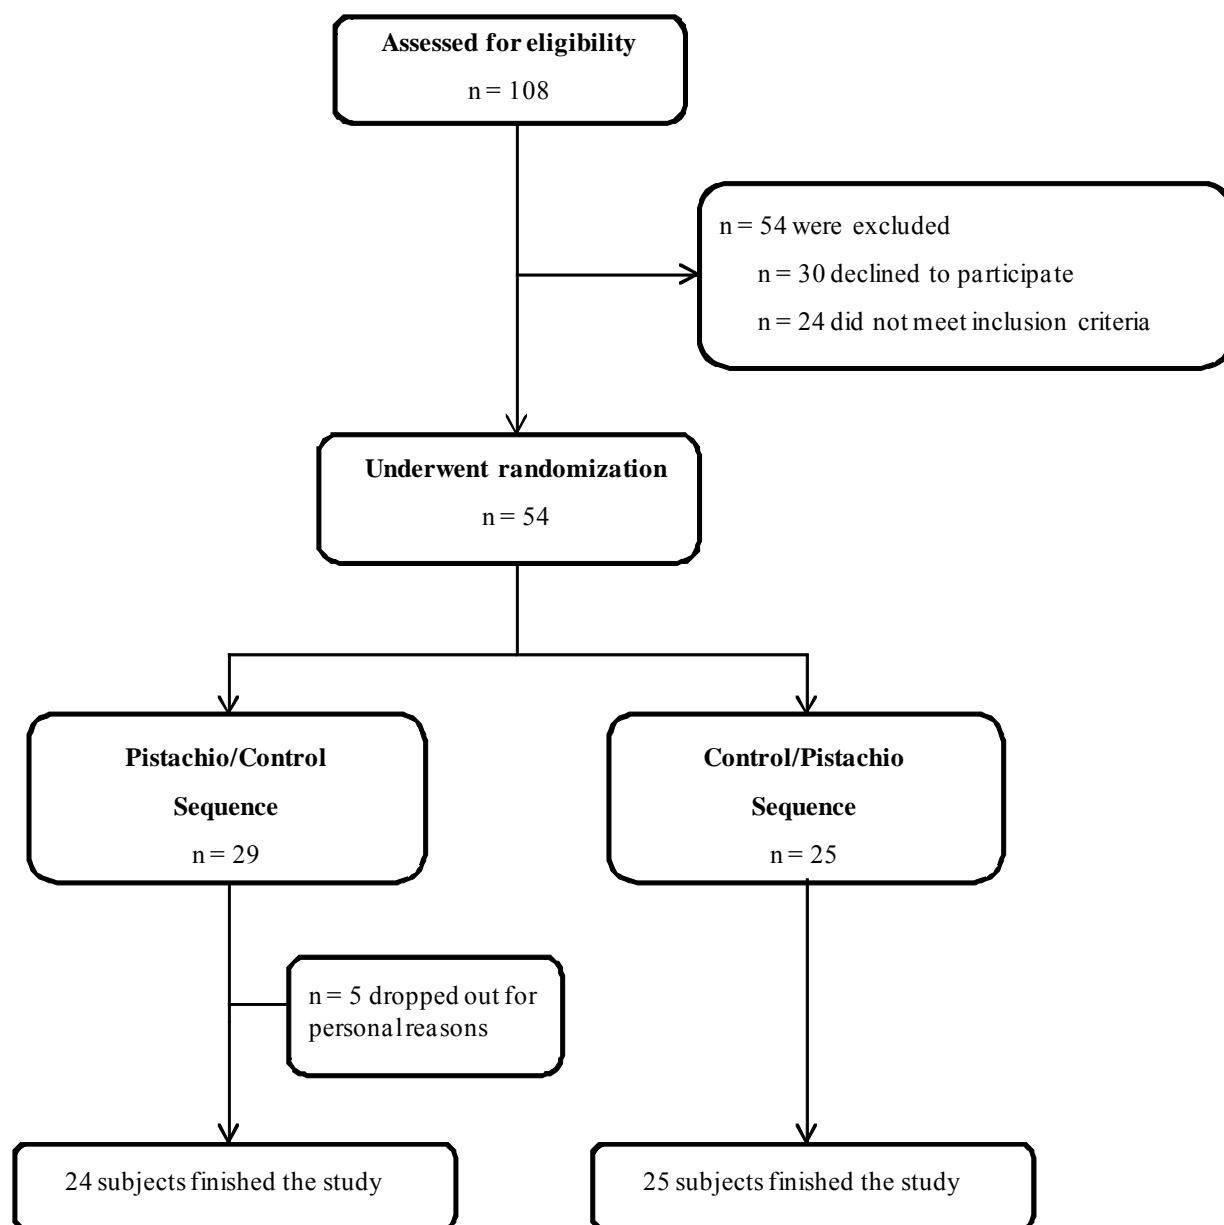 Assessed for eligibility
n = 108
n = 54 were excluded
n = 30 declined to participate
n = 24 did not meet inclusion criteria
Underwent randomization
n = 54
Pistachio/Control
Sequence
n = 29
Control/Pistachio
Sequence
n = 25
n = 5 dropped out for
personal reasons
24 subjects finished the study
25 subjects finished the study